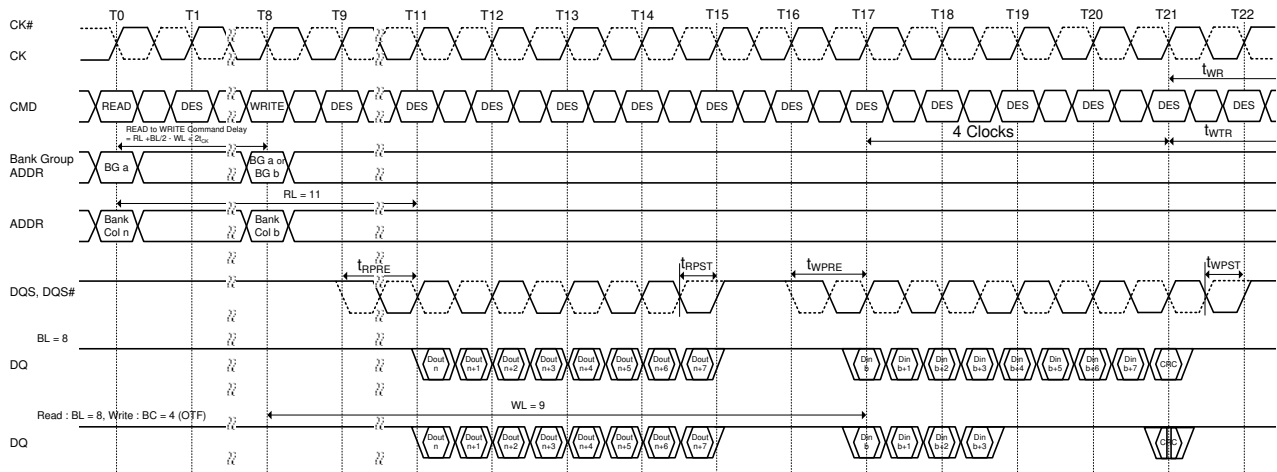 T0 T1 T8 T9 T11 T12 T13 T14 T15 T16 T17 T18 T19 T20 T21 T22
CK#
CK
tWR
CMD READ DES WRITE DES DES DES DES DES DES DES DES DES DES DES DES DES
READ to WRITE Command Delay
= RL +BL/2 - WL + 2tCK
4 Clocks tWTR
Bank Group
ADDR
BG a
BG a or
BG b
RL = 11
ADDR
Bank
Col n
Bank
Col b
tRPRE tRPST tWPRE tWPST
DQS, DQS#
BL = 8
DQ
Dout n Dout n+1 Dout n+2 Dout n+3 Dout n+4 Dout n+5 Dout n+6 Dout n+7 Din b Din b+1 Din b+2 Din b+3 Din b+4 Din b+5 Din b+6 Din b+7 CRC
Read : BL = 8, Write : BC = 4 (OTF) WL = 9
DQ
Dout n Dout n+1 Dout n+2 Dout n+3 Dout n+4 Dout n+5 Dout n+6 Dout n+7 Din b Din b+1 Din b+2 Din b+3 CRC